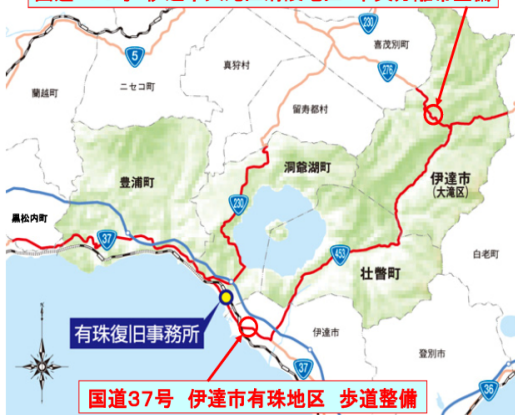 230
喜茂別町
5
真狩村
276
ニセコ町
蘭越町
留寿都村
洞爺湖町
豊浦町
伊達市
(大滝区)
230
黒松内町
37
453
白老町
壮瞥町
有珠復旧事務所
伊達市
登別市
37
36
国道37号 伊達市有珠地区 歩道整備